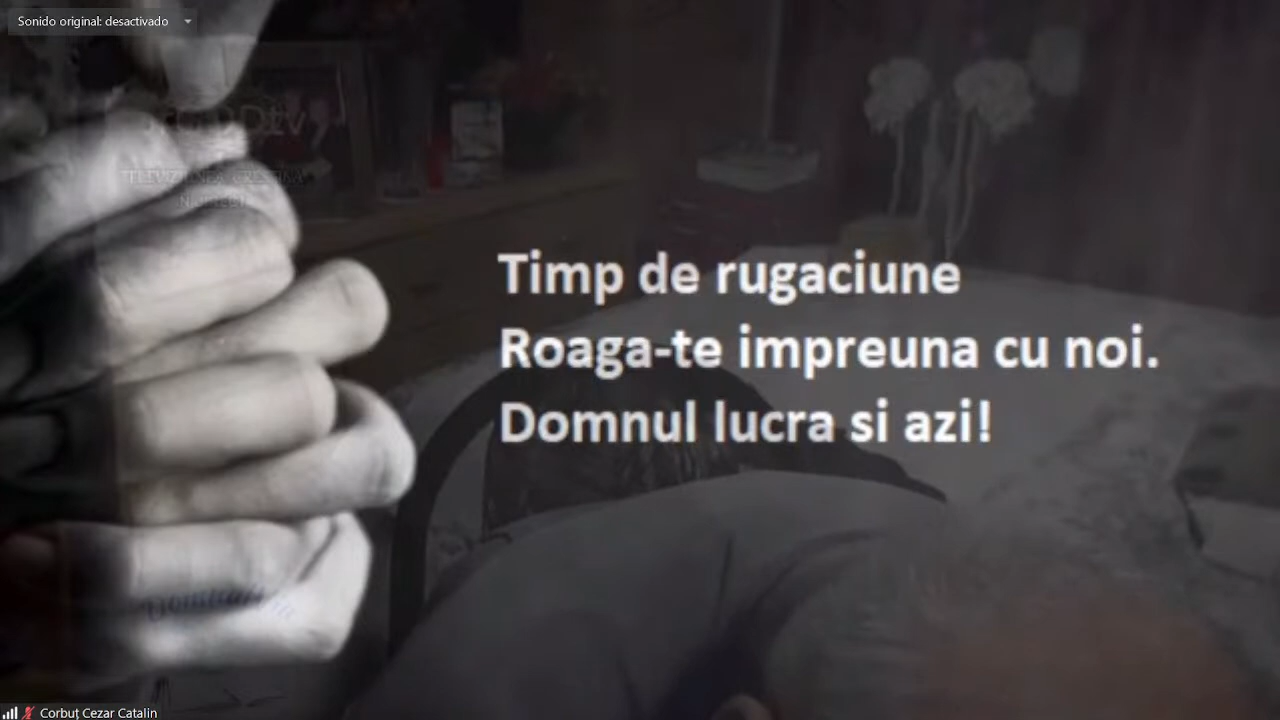 Sonido original: desactivado
Timp de rugaciune
Roaga-te impreuna cu noi.
Domnul lucra si azi!
Corbuț Cezar Catalin